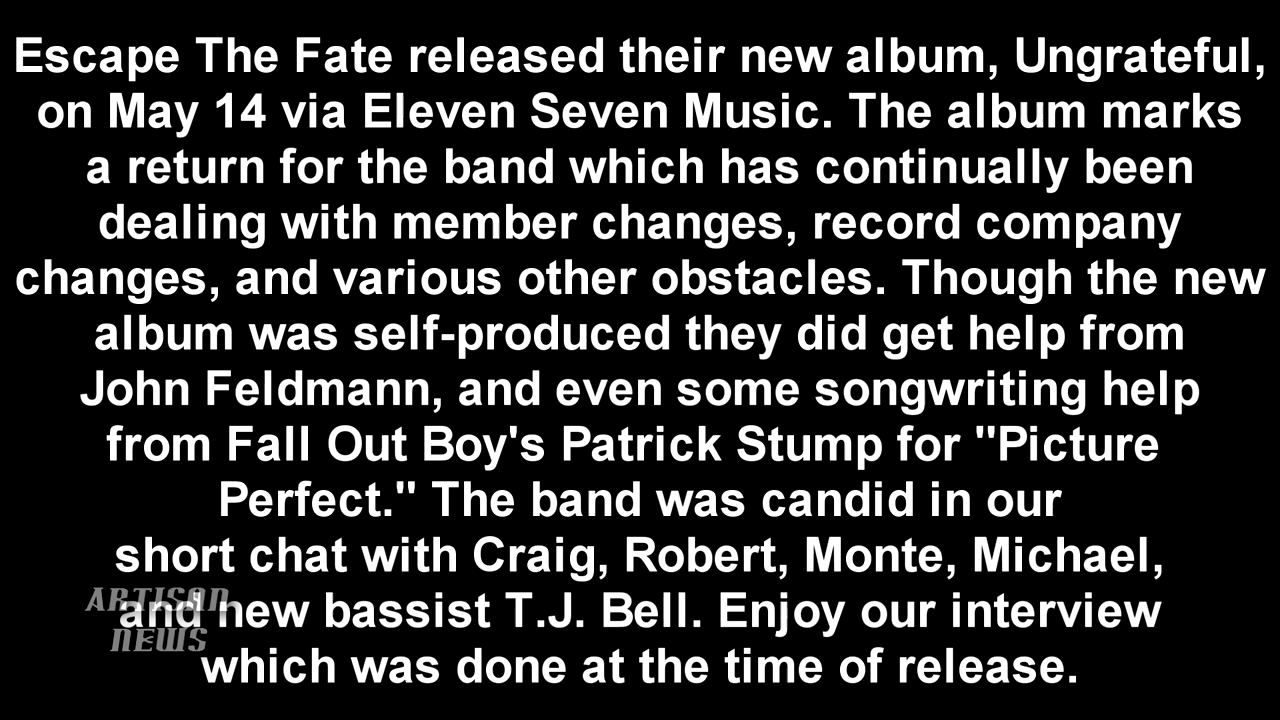 Escape The Fate released their new album, Ungrateful,
on May 14 via Eleven Seven Music. The album marks
a return for the band which has continually been
dealing with member changes, record company
changes, and various other obstacles. Though the new
album was self-produced they did get help from
John Feldmann, and even some songwriting help
from Fall Out Boy's Patrick Stump for "Picture
Perfect." The band was candid in our
short chat with Craig, Robert, Monte, Michael,
and new bassist T.J. Bell. Enjoy our interview
which was done at the time of release.
ARTISAN
NEWS